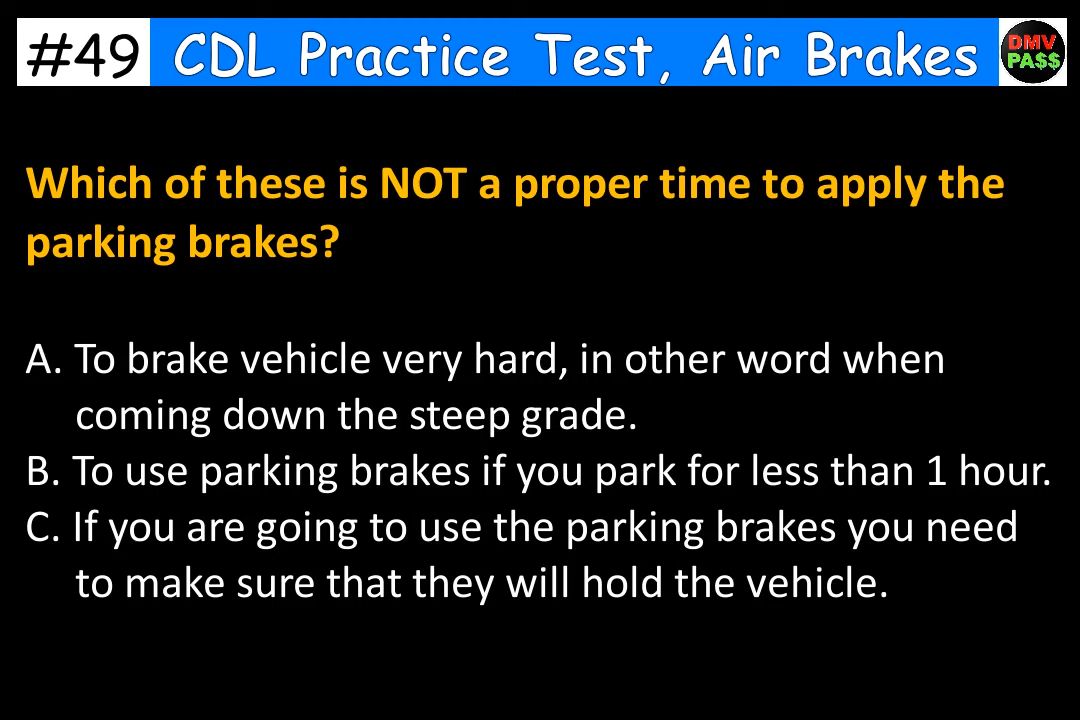 #49 CDL Practice Test, Air Brakes DMV
PA$$
Which of these is NOT a proper time to apply the
parking brakes?
A. To brake vehicle very hard, in other word when
coming down the steep grade.
B. To use parking brakes if you park for less than 1 hour.
C. If you are going to use the parking brakes you need
to make sure that they will hold the vehicle.